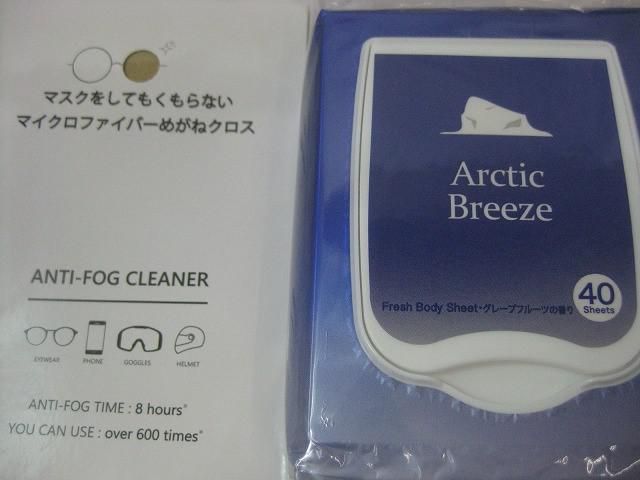 マスクをしてもくもらない
マイクロファイバーめがねクロス
ANTI-FOG CLEANER
EYEWEAR PHONE GOGGLES HELMET
ANTI-FOG TIME : 8 hours*
YOU CAN USE : over 600 times*
Arctic
Breeze
Fresh Body Sheet・グレープフルーツの香り
40
Sheets